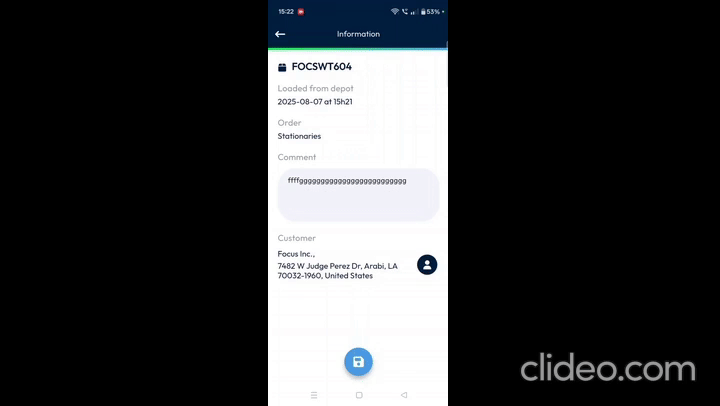 15:22
53%
Information
FOCSWT604
Loaded from depot
2025-08-07 at 15h21
Order
Stationaries
Comment
ffffggggggggggggggggggggggggg
Customer
Focus Inc.,
7482 W Judge Perez Dr, Arabi, LA
70032-1960, United States
clideo.com